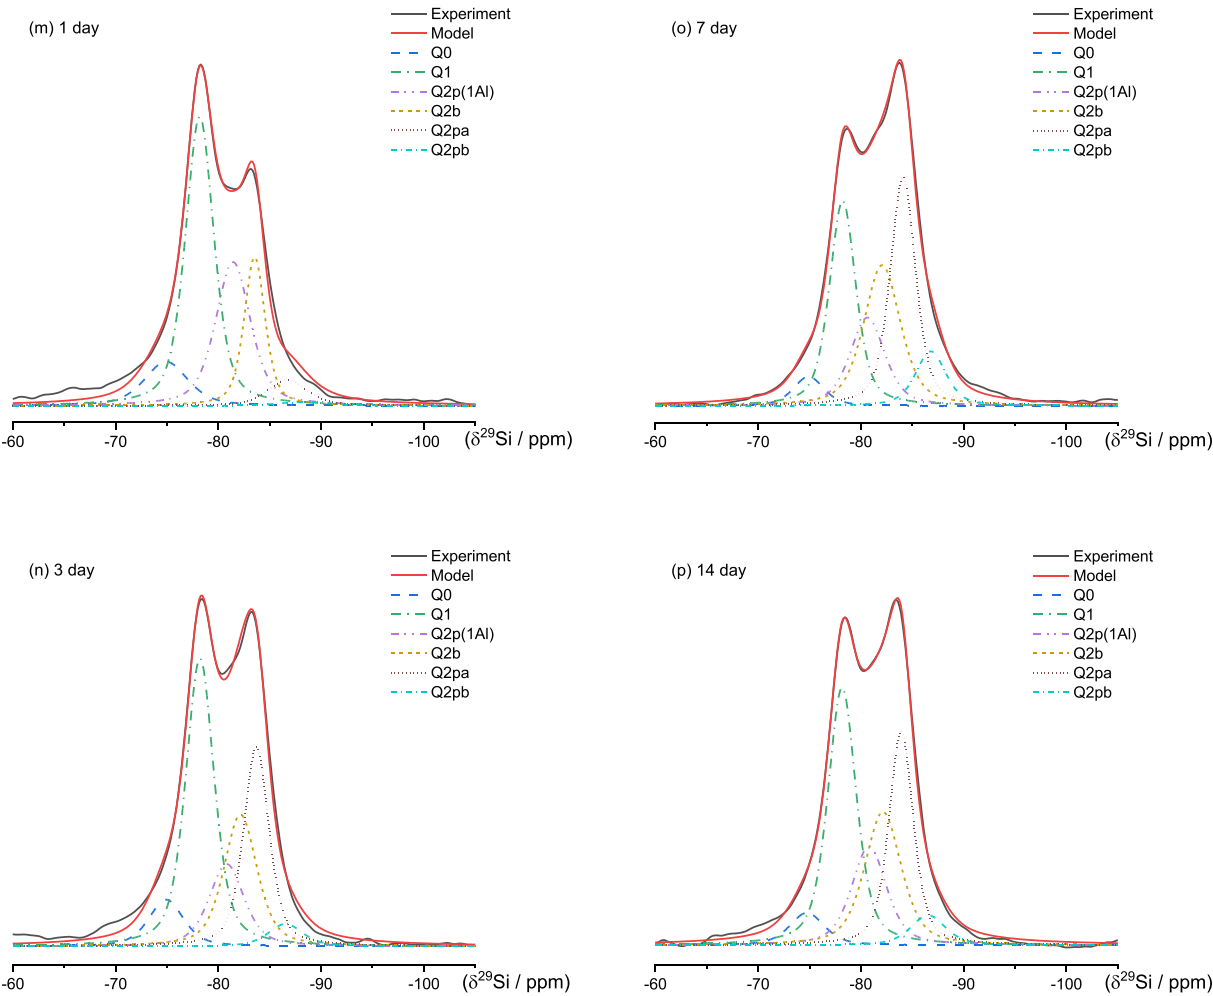 (m) 1 day
Experiment
Model
Q0
Q1
Q2p(1Al)
Q2b
Q2pa
Q2pb
-60 -70 -80 -90 -100 (δ²⁹Si / ppm)
(o) 7 day
Experiment
Model
Q0
Q1
Q2p(1Al)
Q2b
Q2pa
Q2pb
-60 -70 -80 -90 -100 (δ²⁹Si / ppm)
(n) 3 day
Experiment
Model
Q0
Q1
Q2p(1Al)
Q2b
Q2pa
Q2pb
-60 -70 -80 -90 -100 (δ²⁹Si / ppm)
(p) 14 day
Experiment
Model
Q0
Q1
Q2p(1Al)
Q2b
Q2pa
Q2pb
-60 -70 -80 -90 -100 (δ²⁹Si / ppm)